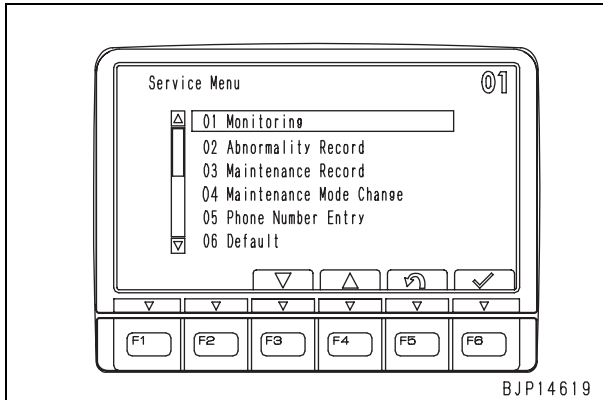 Service Menu 01
01 Monitoring
02 Abnormality Record
03 Maintenance Record
04 Maintenance Mode Change
05 Phone Number Entry
06 Default
F1 F2 F3 F4 F5 F6
BJP14619